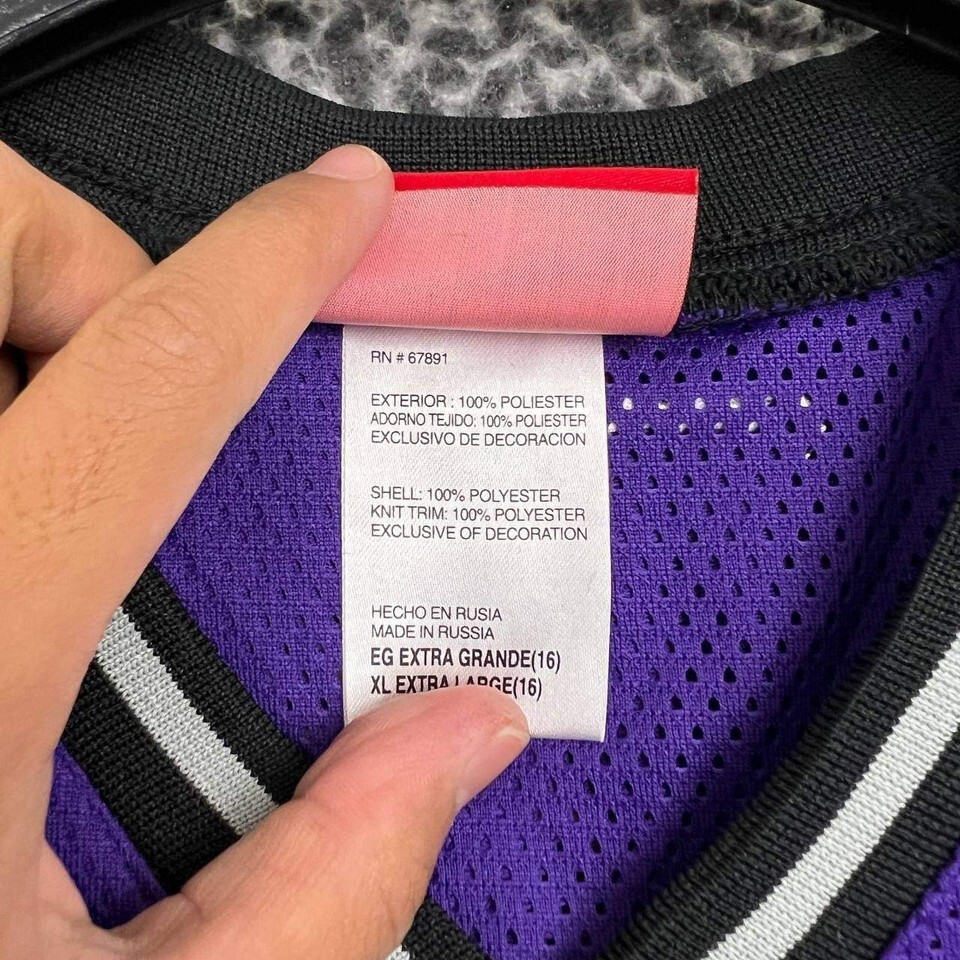 RN # 67891
EXTERIOR : 100% POLIESTER
ADORNO TEJIDO: 100% POLIESTER
EXCLUSIVO DE DECORACION
SHELL: 100% POLYESTER
KNIT TRIM: 100% POLYESTER
EXCLUSIVE OF DECORATION
HECHO EN RUSIA
MADE IN RUSSIA
EG EXTRA GRANDE(16)
XL EXTRA LARGE(16)